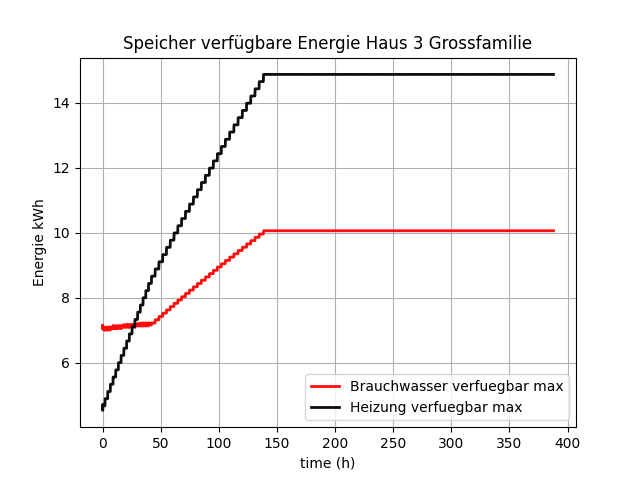 Speicher verfügbare Energie Haus 3 Grossfamilie
14
12
10
8
6
Energie kWh
Brauchwasser verfuegbar max
Heizung verfuegbar max
0 50 100 150 200 250 300 350 400
time (h)